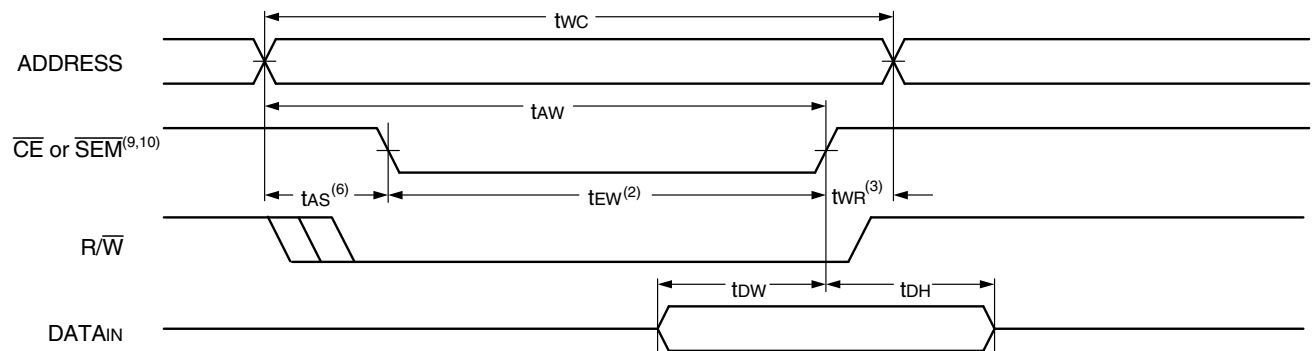 tWC
ADDRESS
tAW
CE or SEM(9,10)
tAS(6)
tEW(2)
tWR(3)
R/W
tDW
tDH
DATAIN